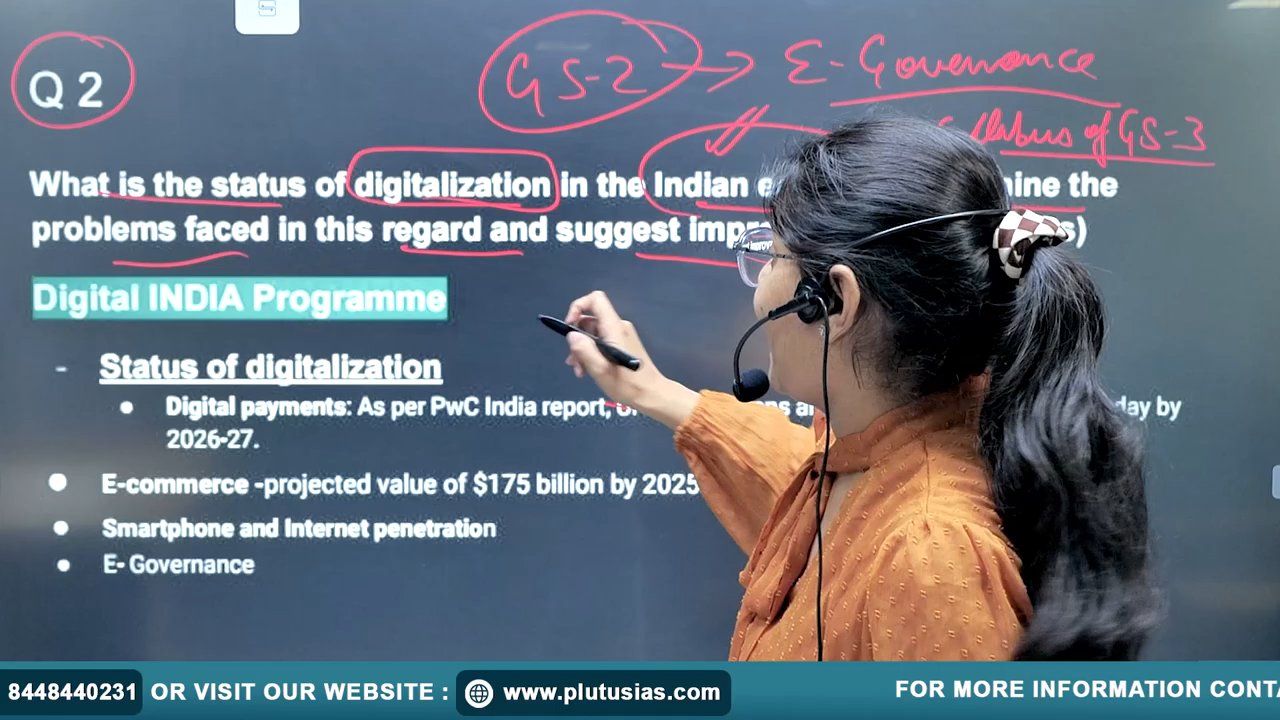 Q 2
GS-2 → E-Governance
Syllabus of GS-3
What is the status of digitalization in the Indian the
problems faced in this regard and suggest
Digital INDIA Programme
- Status of digitalization
• Digital payments: As per PwC India report, day by
2026-27.
• E-commerce -projected value of $175 billion by 2025
• Smartphone and Internet penetration
• E- Governance
8448440231 OR VISIT OUR WEBSITE : www.plutusias.com FOR MORE INFORMATION CONTA